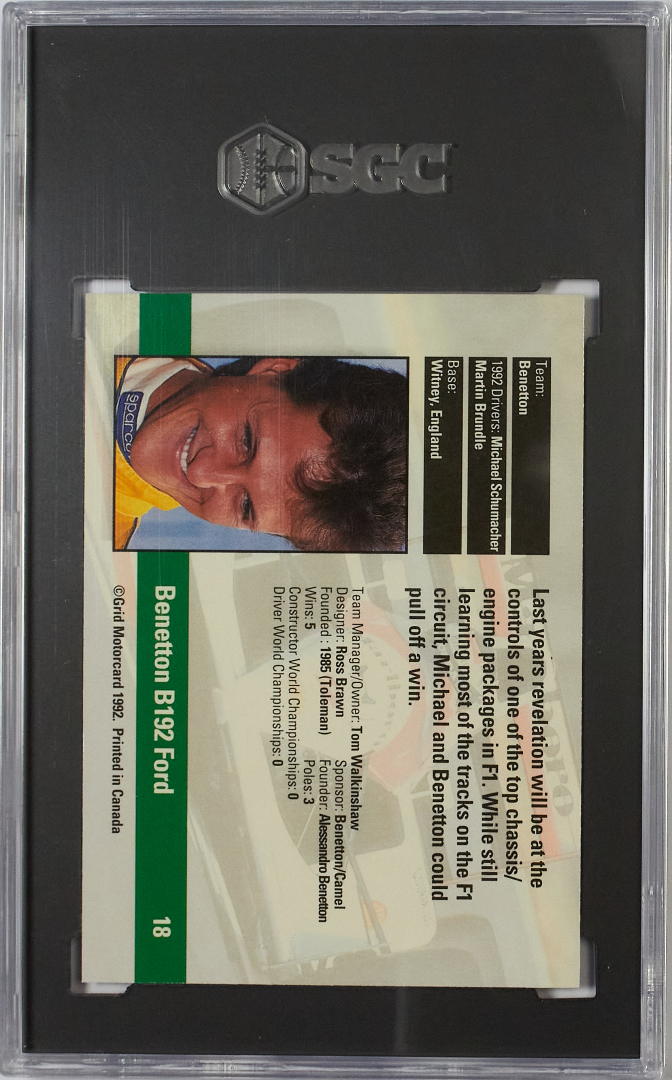 SGC
Team:
Benetton
1992 Drivers: Michael Schumacher
Martin Brundle
Base:
Witney, England
Last years revelation will be at the
controls of one of the top chassis/
engine packages in F1. While still
learning most of the tracks on the F1
circuit, Michael and Benetton could
pull off a win.
Team Manager/Owner: Tom Walkinshaw
Designer: Ross Brawn Sponsor: Benetton/Camel
Founded : 1985 (Toleman) Founder: Alessandro Benetton
Wins: 5 Poles: 3
Constructor World Championships: 0
Driver World Championships: 0
sparco
Benetton B192 Ford 18
©Grid Motorcard 1992. Printed in Canada